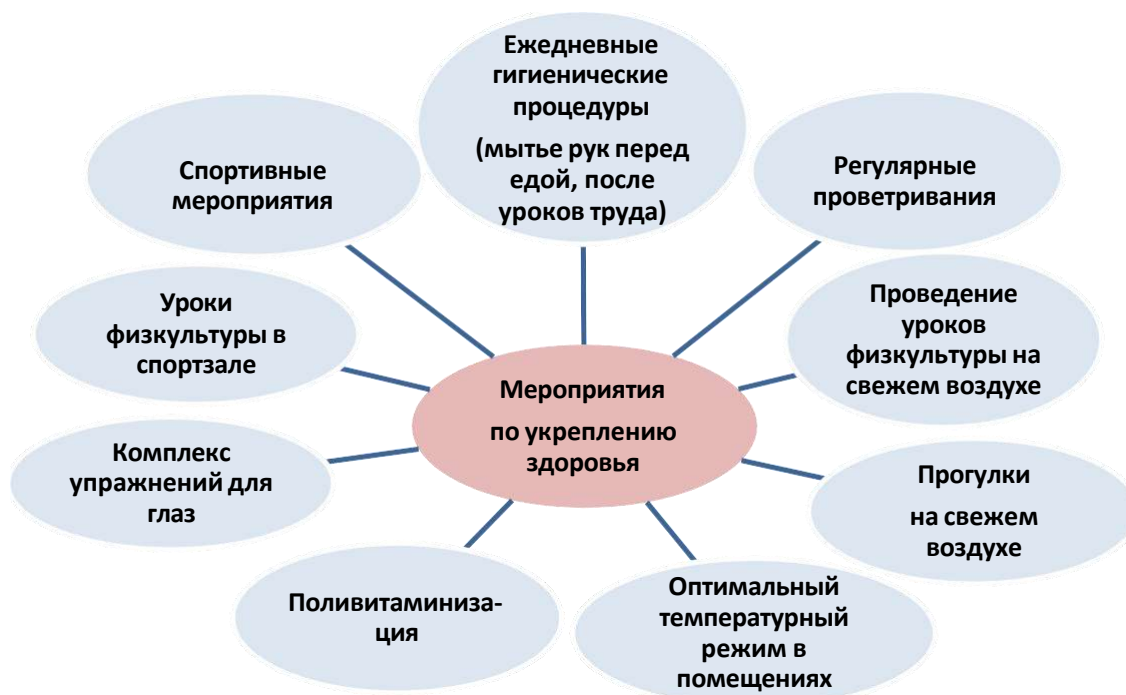 Ежедневные
гигиенические
процедуры
(мытье рук перед
едой, после
уроков труда)
Спортивные
мероприятия
Регулярные
проветривания
Уроки
физкультуры в
спортзале
Проведение
уроков
физкультуры на
свежем воздухе
Мероприятия
по укреплению
здоровья
Комплекс
упражнений для
глаз
Прогулки
на свежем
воздухе
Поливитаминиза-
ция
Оптимальный
температурный
режим в
помещениях